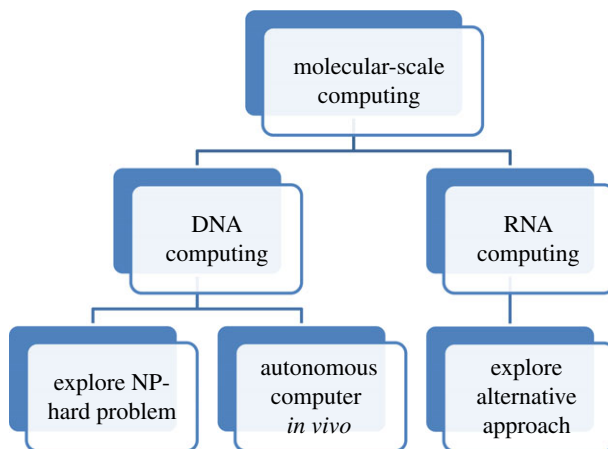 molecular-scale
computing
DNA
computing
RNA
computing
explore NP-
hard problem
autonomous
computer
in vivo
explore
alternative
approach